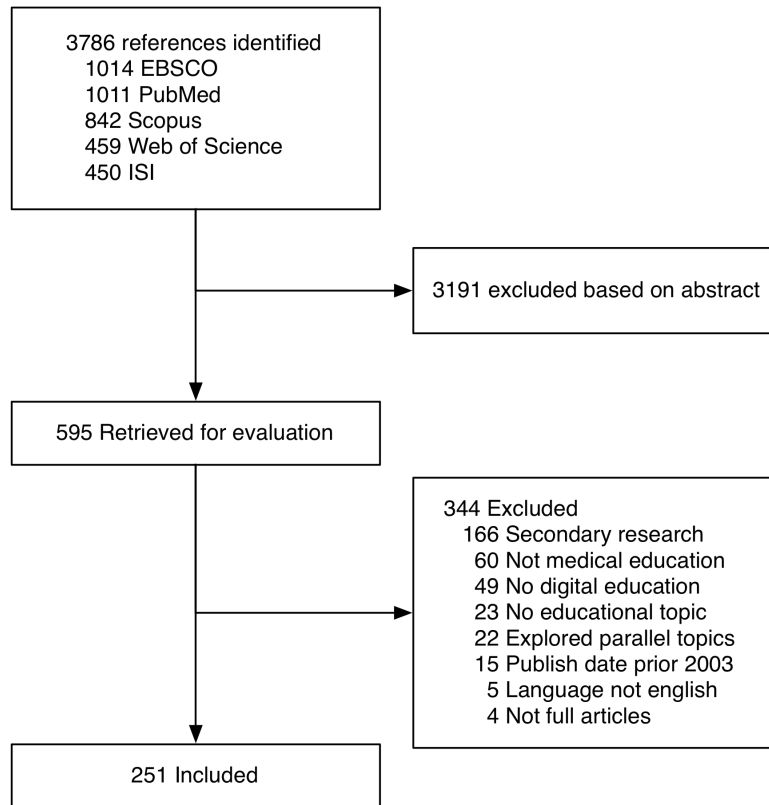 3786 references identified
1014 EBSCO
1011 PubMed
842 Scopus
459 Web of Science
450 ISI
3191 excluded based on abstract
595 Retrieved for evaluation
344 Excluded
166 Secondary research
60 Not medical education
49 No digital education
23 No educational topic
22 Explored parallel topics
15 Publish date prior 2003
5 Language not english
4 Not full articles
251 Included